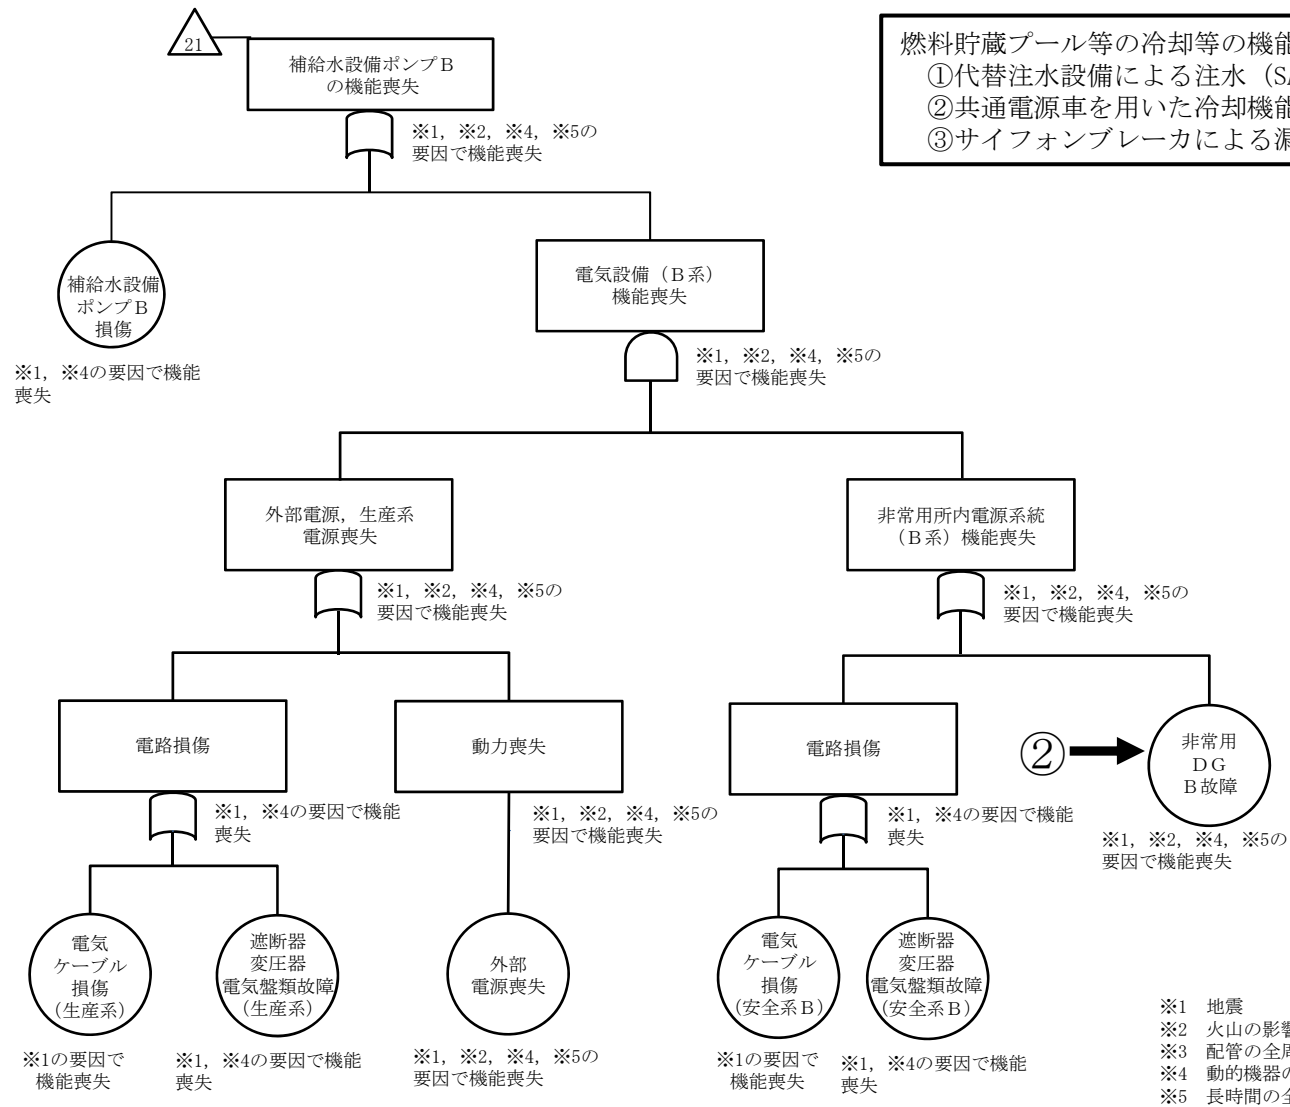 21
補給水設備ポンプＢ
の機能喪失
※1, ※2, ※4, ※5の
要因で機能喪失
燃料貯蔵プール等の冷却等の機能
①代替注水設備による注水（SA
②共通電源車を用いた冷却機能
③サイフォンブレーカによる漏
補給水設備
ポンプＢ
損傷
※1, ※4の要因で機能
喪失
電気設備（Ｂ系）
機能喪失
※1, ※2, ※4, ※5の
要因で機能喪失
外部電源，生産系
電源喪失
※1, ※2, ※4, ※5の
要因で機能喪失
非常用所内電源系統
（Ｂ系）機能喪失
※1, ※2, ※4, ※5の
要因で機能喪失
電路損傷
※1, ※4の要因で機能
喪失
動力喪失
※1, ※2, ※4, ※5の
要因で機能喪失
電路損傷
※1, ※4の要因で機能
喪失
②
非常用
ＤＧ
Ｂ故障
※1, ※2, ※4, ※5の
要因で機能喪失
電気
ケーブル
損傷
(生産系)
※1の要因で
機能喪失
遮断器
変圧器
電気盤類故障
(生産系)
※1, ※4の要因で機能
喪失
外部
電源喪失
※1, ※2, ※4, ※5の
要因で機能喪失
電気
ケーブル
損傷
(安全系Ｂ)
※1の要因で
機能喪失
遮断器
変圧器
電気盤類故障
(安全系Ｂ)
※1, ※4の要因で機能
喪失
※1 地震
※2 火山の影響
※3 配管の全周
※4 動的機器の
※5 長時間の全